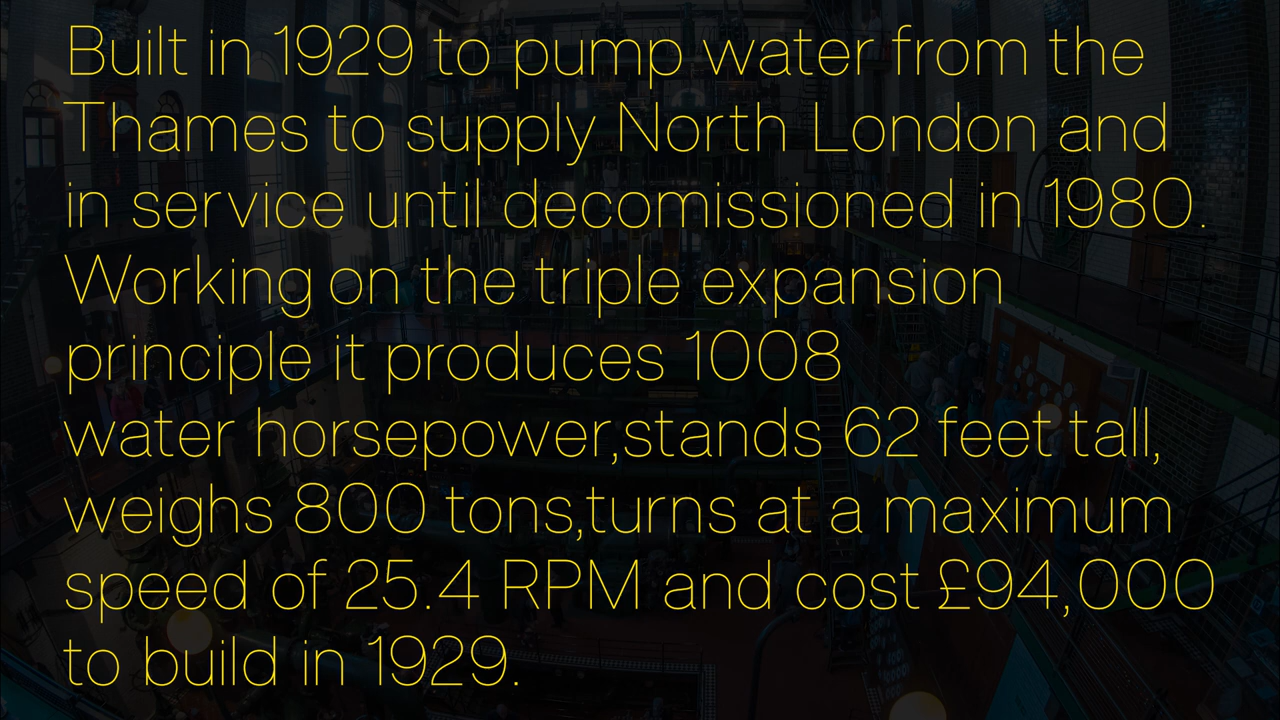 Built in 1929 to pump water from the
Thames to supply North London and
in service until decomissioned in 1980.
Working on the triple expansion
principle it produces 1008
water horsepower,stands 62 feet tall,
weighs 800 tons,turns at a maximum
speed of 25.4 RPM and cost £94,000
to build in 1929.